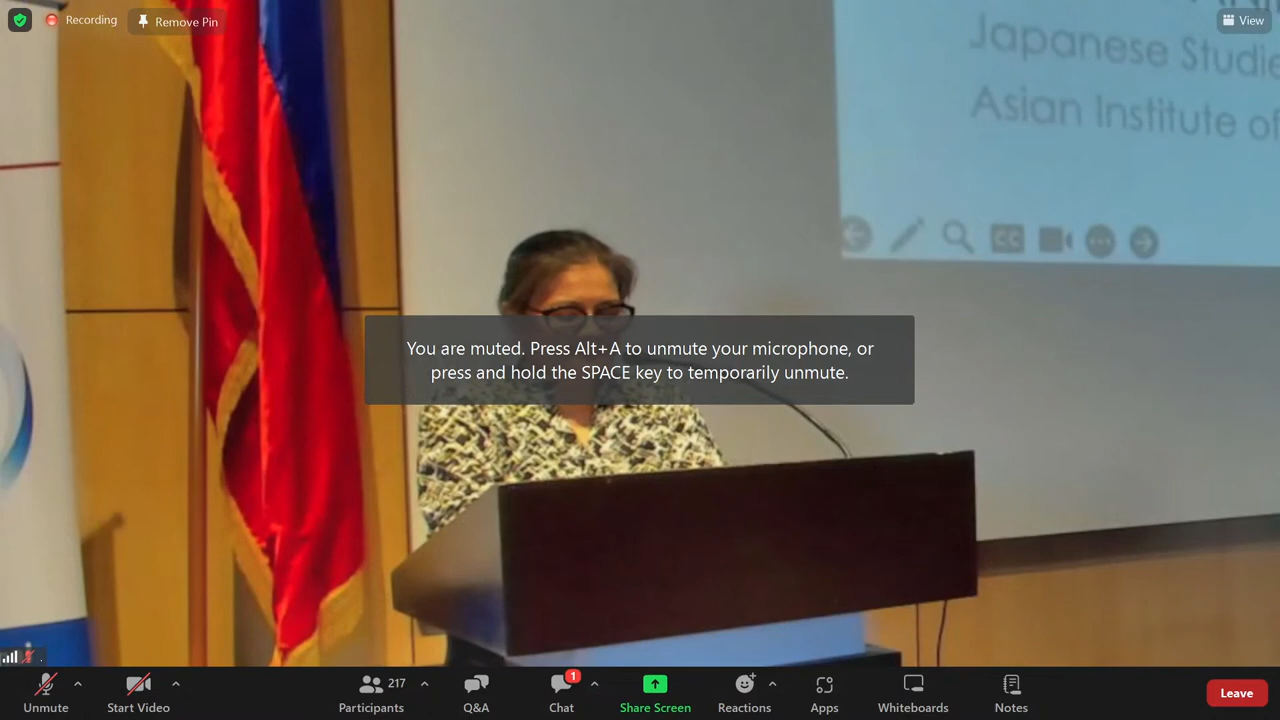 Recording
Remove Pin
View
Japanese Studie
Asian Institute of
CC
You are muted. Press Alt+A to unmute your microphone, or
press and hold the SPACE key to temporarily unmute.
Unmute
Start Video
217
Participants
Q&A
1
Chat
Share Screen
Reactions
Apps
Whiteboards
Notes
Leave